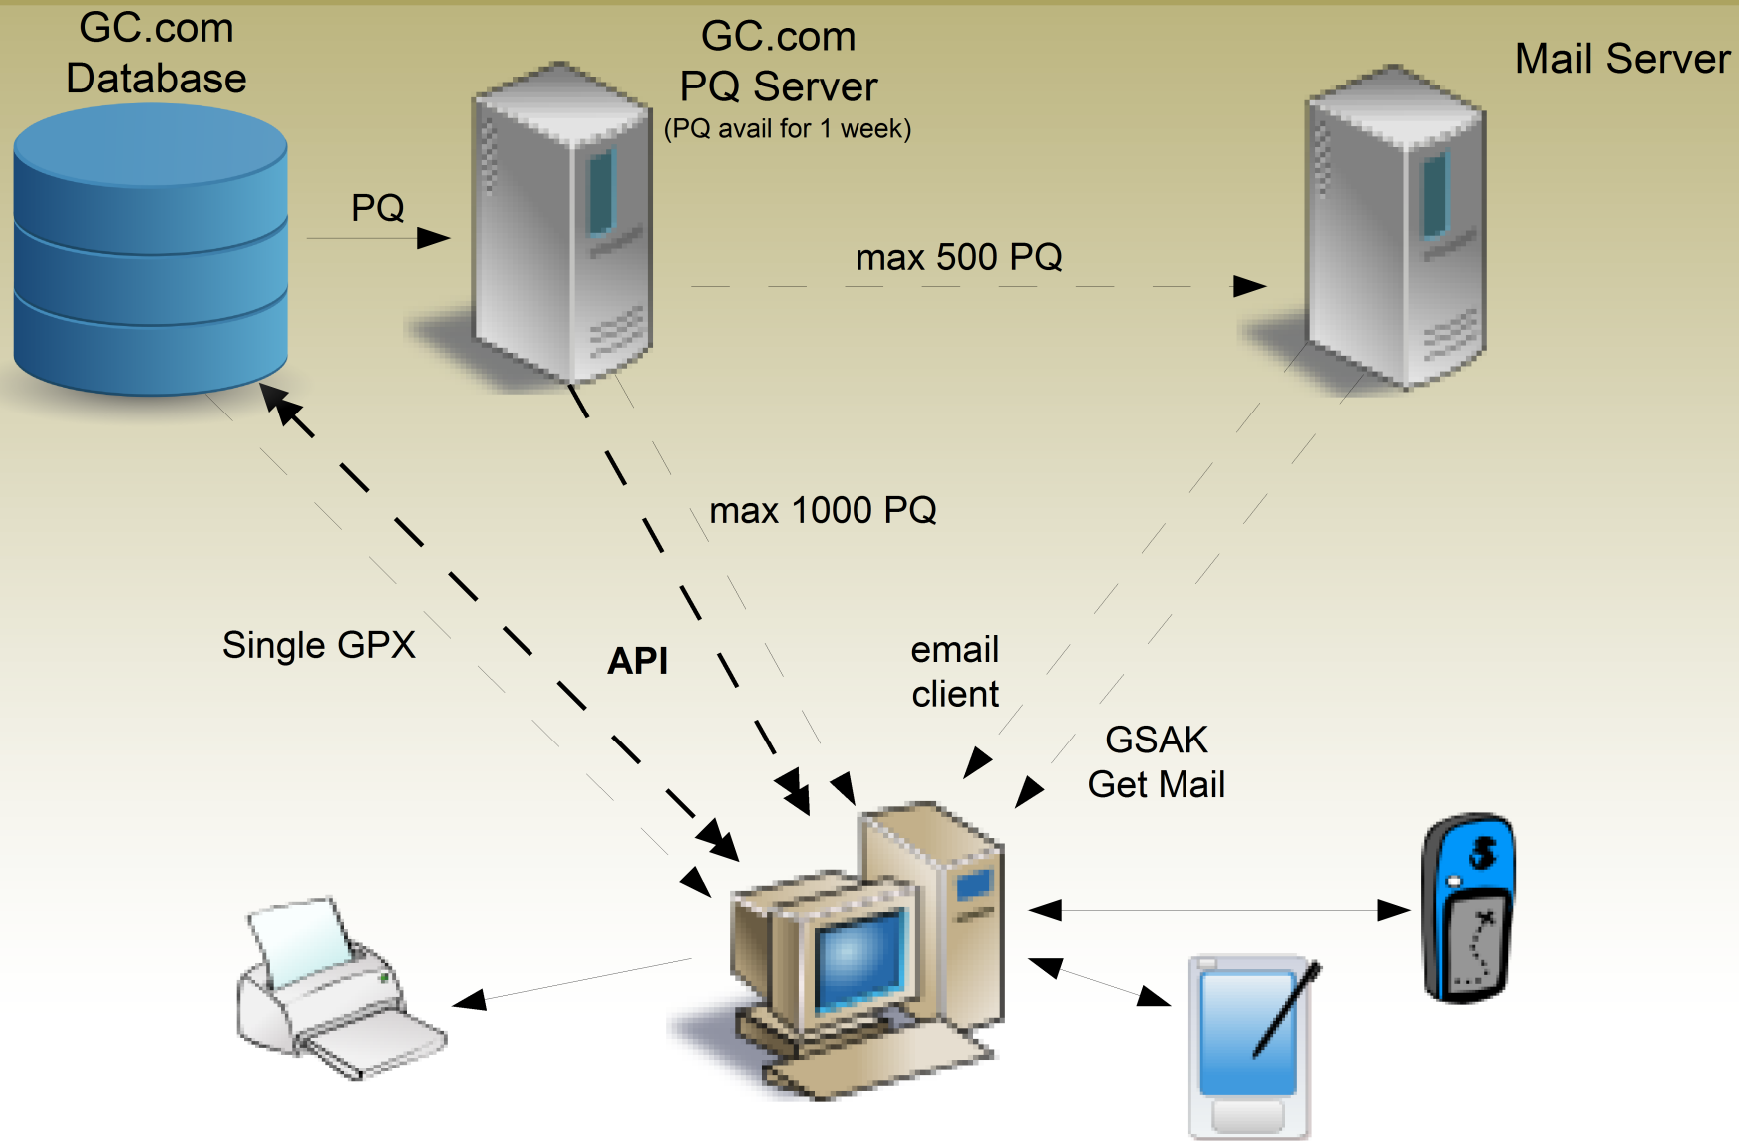 GC.com
Database
GC.com
PQ Server
(PQ avail for 1 week)
Mail Server
PQ
max 500 PQ
max 1000 PQ
Single GPX
API
email
client
GSAK
Get Mail